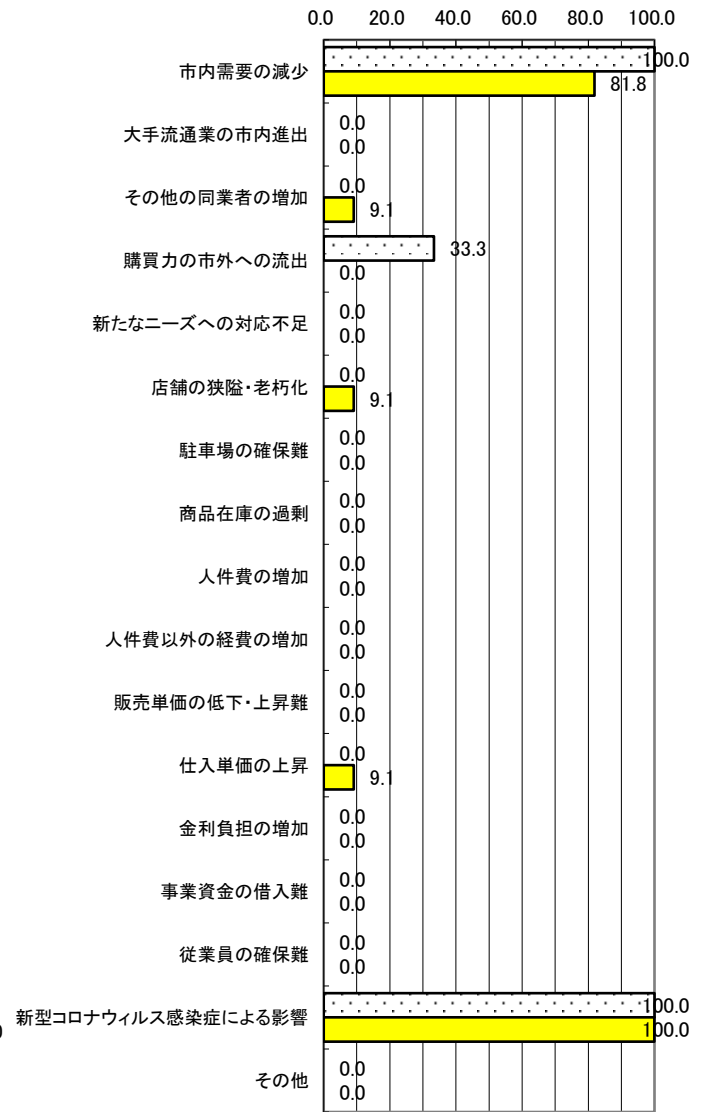 0.0 20.0 40.0 60.0 80.0 100.0
市内需要の減少 100.0
81.8
大手流通業の市内進出 0.0
0.0
その他の同業者の増加 0.0
9.1
購買力の市外への流出 33.3
0.0
新たなニーズへの対応不足 0.0
0.0
店舗の狭隘・老朽化 0.0
9.1
駐車場の確保難 0.0
0.0
商品在庫の過剰 0.0
0.0
人件費の増加 0.0
0.0
人件費以外の経費の増加 0.0
0.0
販売単価の低下・上昇難 0.0
0.0
仕入単価の上昇 0.0
9.1
金利負担の増加 0.0
0.0
事業資金の借入難 0.0
0.0
従業員の確保難 0.0
0.0
新型コロナウィルス感染症による影響 100.0
100.0
その他 0.0
0.0